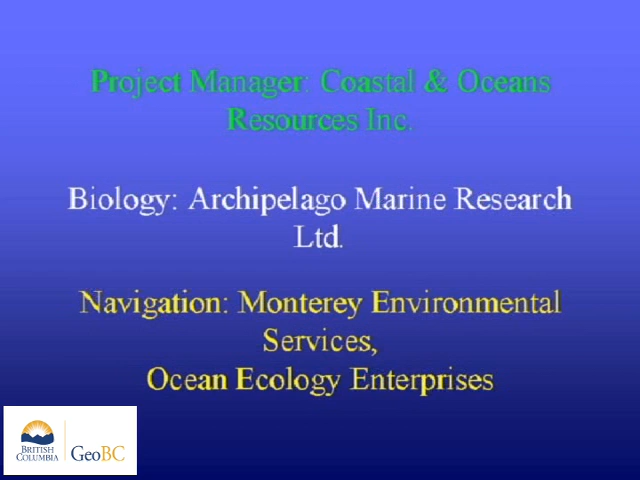 Project Manager: Coastal & Oceans
Resources Inc.
Biology: Archipelago Marine Research
Ltd.
Navigation: Monterey Environmental
Services,
Ocean Ecology Enterprises
BRITISH
COLUMBIA
GeoBC